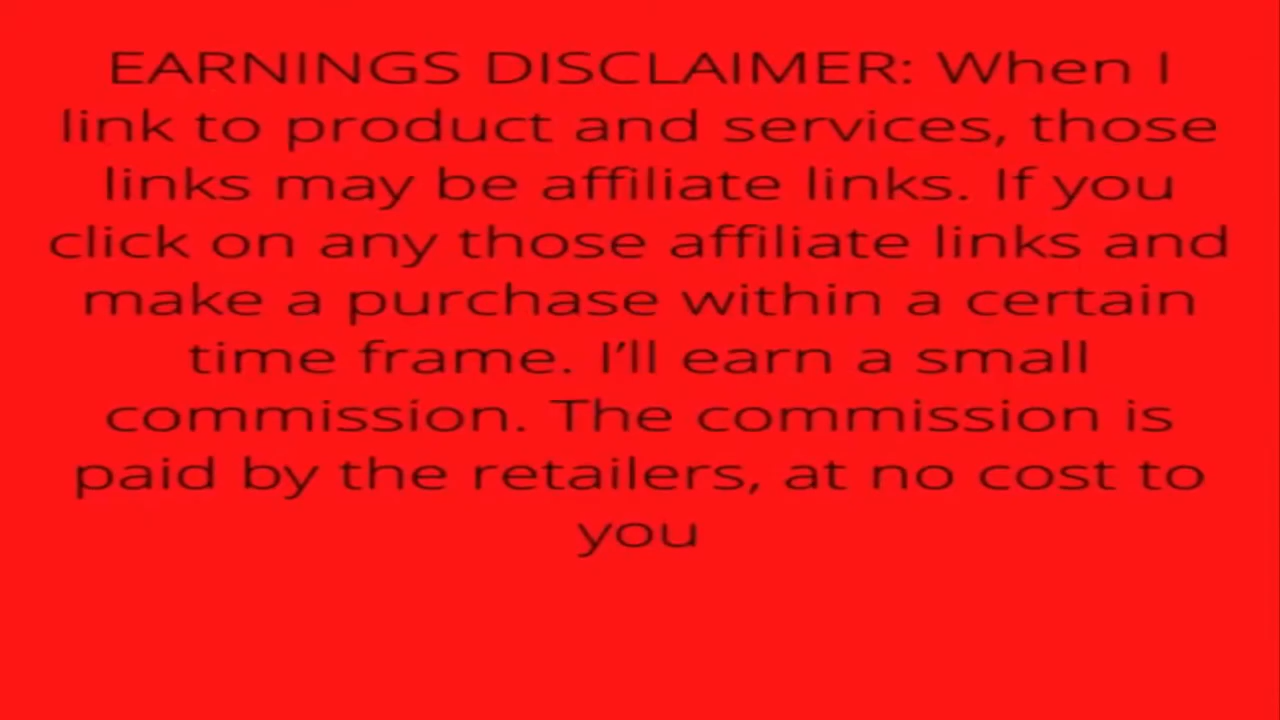 EARNINGS DISCLAIMER: When I
link to product and services, those
links may be affiliate links. If you
click on any those affiliate links and
make a purchase within a certain
time frame. I’ll earn a small
commission. The commission is
paid by the retailers, at no cost to
you